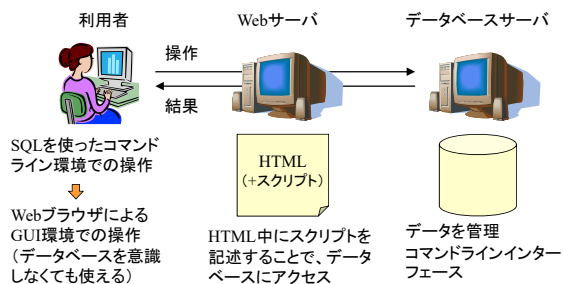 利用者
Webサーバ
データベースサーバ
操作
結果
SQLを使ったコマンド
ライン環境での操作
Webブラウザによる
GUI環境での操作
（データベースを意識
しなくても使える）
HTML
（+スクリプト）
HTML中にスクリプトを
記述することで、データ
ベースにアクセス
データを管理
コマンドラインインター
フェース